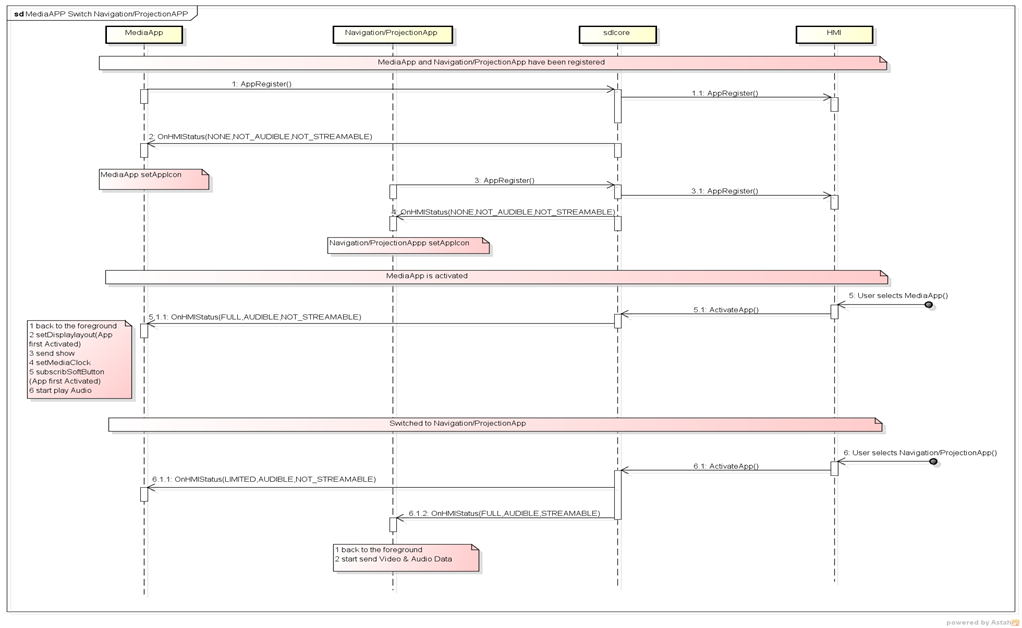 sd MediaAPP Switch Navigation/ProjectionAPP
MediaApp
Navigation/ProjectionApp
sdlcore
HMI
MediaApp and Navigation/ProjectionApp have been registered
1: AppRegister()
1.1: AppRegister()
2: OnHMIStatus(NONE,NOT_AUDIBLE,NOT_STREAMABLE)
MediaApp setAppIcon
3: AppRegister()
3.1: AppRegister()
4: OnHMIStatus(NONE,NOT_AUDIBLE,NOT_STREAMABLE)
Navigation/ProjectionAppp setAppIcon
MediaApp is activated
5: User selects MediaApp()
5.1: ActivateApp()
5.1.1: OnHMIStatus(FULL,AUDIBLE,NOT_STREAMABLE)
1 back to the foreground
2 setDisplaylayout(App
first Activated)
3 send show
4 setMediaClock
5 subscribSoftButton
(App first Activated)
6 start play Audio
Switched to Navigation/ProjectionApp
6: User selects Navigation/ProjectionApp()
6.1: ActivateApp()
6.1.1: OnHMIStatus(LIMITED,AUDIBLE,NOT_STREAMABLE)
6.1.2: OnHMIStatus(FULL,AUDIBLE,STREAMABLE)
1 back to the foreground
2 start send Video & Audio Data
powered by Astah